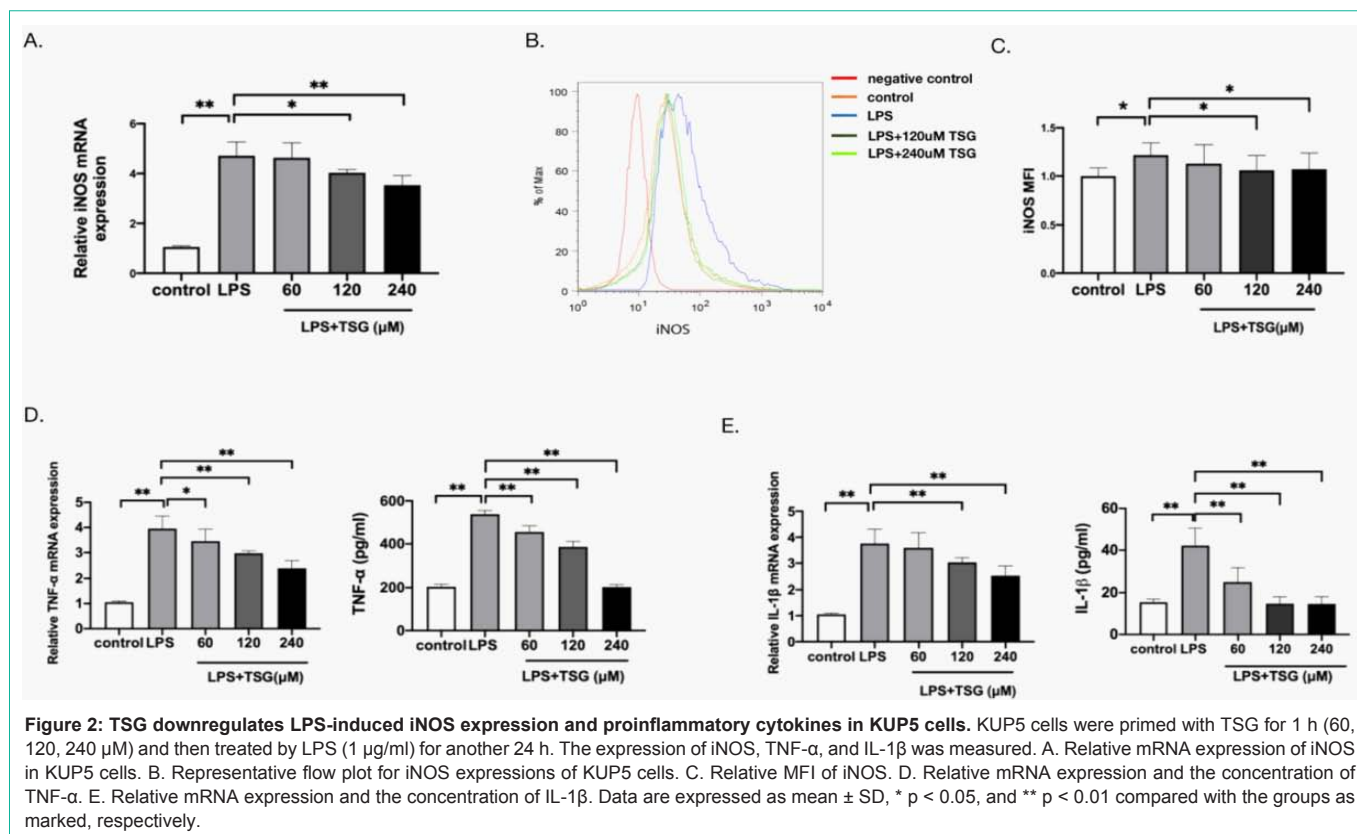 A.
**
**
*
Relative iNOS mRNA
expression
6
4
2
0
control LPS 60 120 240
LPS+TSG (µM)
B.
negative control
control
LPS
LPS+120uM TSG
LPS+240uM TSG
% of Max
100
80
60
40
20
0
10⁰ 10¹ 10² 10³ 10⁴
iNOS
C.
*
*
*
iNOS MFI
1.5
1.0
0.5
0.0
control LPS 60 120 240
LPS+TSG(µM)
D.
**
**
** *
Relative TNF-α mRNA expression
5
4
3
2
1
0
control LPS 60 120 240
LPS+TSG(µM)
**
**
** **
TNF-α (pg/ml)
600
400
200
0
control LPS 60 120 240
LPS+TSG (µM)
E.
**
** **
Relative IL-1β mRNA expression
5
4
3
2
1
0
control LPS 60 120 240
LPS+TSG (µM)
**
**
** **
IL-1β (pg/ml)
60
40
20
0
control LPS 60 120 240
LPS+TSG (µM)
Figure 2: TSG downregulates LPS-induced iNOS expression and proinflammatory cytokines in KUP5 cells. KUP5 cells were primed with TSG for 1 h (60,
120, 240 µM) and then treated by LPS (1 µg/ml) for another 24 h. The expression of iNOS, TNF-α, and IL-1β was measured. A. Relative mRNA expression of iNOS
in KUP5 cells. B. Representative flow plot for iNOS expressions of KUP5 cells. C. Relative MFI of iNOS. D. Relative mRNA expression and the concentration of
TNF-α. E. Relative mRNA expression and the concentration of IL-1β. Data are expressed as mean ± SD, * p < 0.05, and ** p < 0.01 compared with the groups as
marked, respectively.